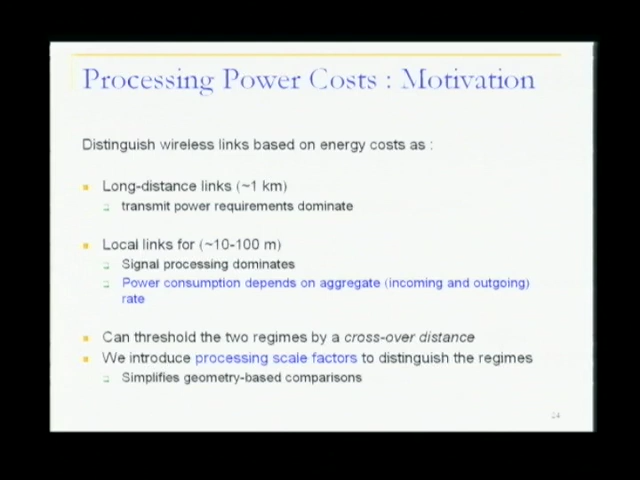 Processing Power Costs : Motivation
Distinguish wireless links based on energy costs as :
Long-distance links (~1 km)
transmit power requirements dominate
Local links for (~10-100 m)
Signal processing dominates
Power consumption depends on aggregate (incoming and outgoing)
rate
Can threshold the two regimes by a cross-over distance
We introduce processing scale factors to distinguish the regimes
Simplifies geometry-based comparisons
24